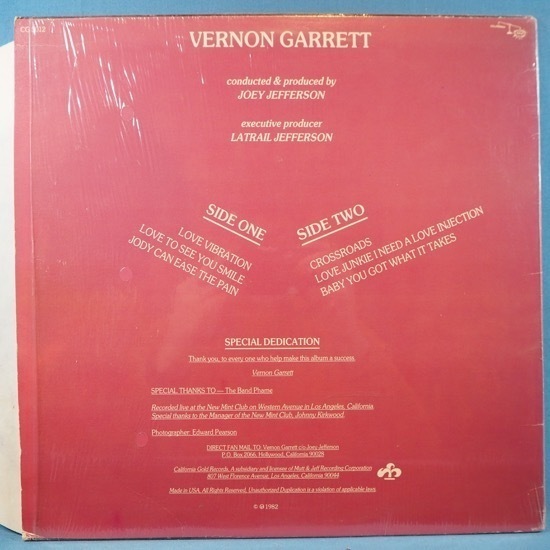 VERNON GARRETT
conducted & produced by
JOEY JEFFERSON
executive producer
LATRAIL JEFFERSON
SIDE ONE
LOVE VIBRATION
LOVE TO SEE YOU SMILE
JODY CAN EASE THE PAIN
SIDE TWO
CROSSROADS
LOVE JUNKIE I NEED A LOVE INJECTION
BABY YOU GOT WHAT IT TAKES
SPECIAL DEDICATION
Thank you, to every one who help make this album a success.
Vernon Garrett
SPECIAL THANKS TO — The Band Phame
Recorded live at the New Mint Club on Western Avenue in Los Angeles, California.
Special thanks to the Manager of the New Mint Club, Johnny Kirkwood.
Photographer: Edward Pearson
DIRECT FAN MAIL TO: Vernon Garrett c/o Joey Jefferson
P.O. Box 2066, Hollywood, California 90028
California Gold Records, A subsidiary and licensee of Mott & Jeff Recording Corporation
807 West Florence Avenue, Los Angeles, California 90044
Made in USA, All Rights Reserved, Unauthorized Duplication is a violation of applicable laws.
© ℗ 1982